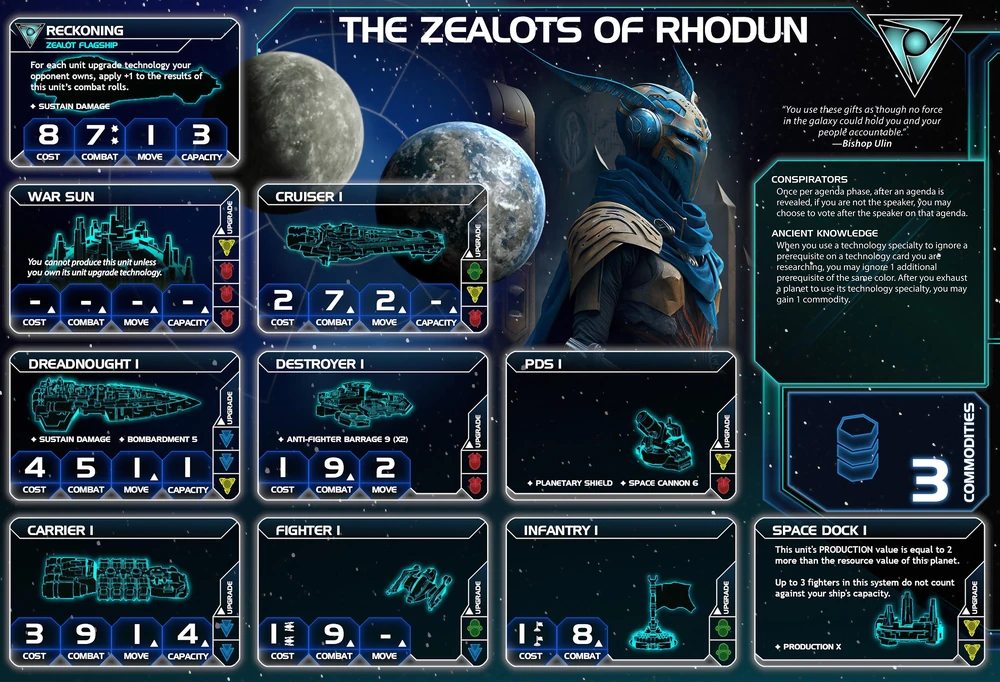 THE ZEALOTS OF RHODUN
RECKONING
ZEALOT FLAGSHIP
For each unit upgrade technology your
opponent owns, apply +1 to the results of
this unit's combat rolls.
SUSTAIN DAMAGE
8 7 1 3
COST COMBAT MOVE CAPACITY
"You use these gifts as though no force
in the galaxy could hold you and your
people accountable."
—Bishop Ulin
CONSPIRATORS
Once per agenda phase, after an agenda is
revealed, if you are not the speaker, you may
choose to vote after the speaker on that agenda.
ANCIENT KNOWLEDGE
When you use a technology specialty to ignore a
prerequisite on a technology card you are
researching, you may ignore 1 additional
prerequisite of the same color. After you exhaust
a planet to use its technology specialty, you may
gain 1 commodity.
WAR SUN
You cannot produce this unit unless
you own its unit upgrade technology.
UPGRADE
- - - -
COST COMBAT MOVE CAPACITY
CRUISER I
UPGRADE
2 7 2 -
COST COMBAT MOVE CAPACITY
DREADNOUGHT I
SUSTAIN DAMAGE BOMBARDMENT 5
UPGRADE
4 5 1 1
COST COMBAT MOVE CAPACITY
DESTROYER I
ANTI-FIGHTER BARRAGE 9 (X2)
UPGRADE
1 9 2
COST COMBAT MOVE
PDS I
UPGRADE
PLANETARY SHIELD SPACE CANNON 6
3
COMMODITIES
CARRIER I
UPGRADE
3 9 1 4
COST COMBAT MOVE CAPACITY
FIGHTER I
UPGRADE
1 9 -
COST COMBAT MOVE
INFANTRY I
UPGRADE
1 8
COST COMBAT
SPACE DOCK I
This unit's PRODUCTION value is equal to 2
more than the resource value of this planet.
Up to 3 fighters in this system do not count
against your ship's capacity.
UPGRADE
PRODUCTION X